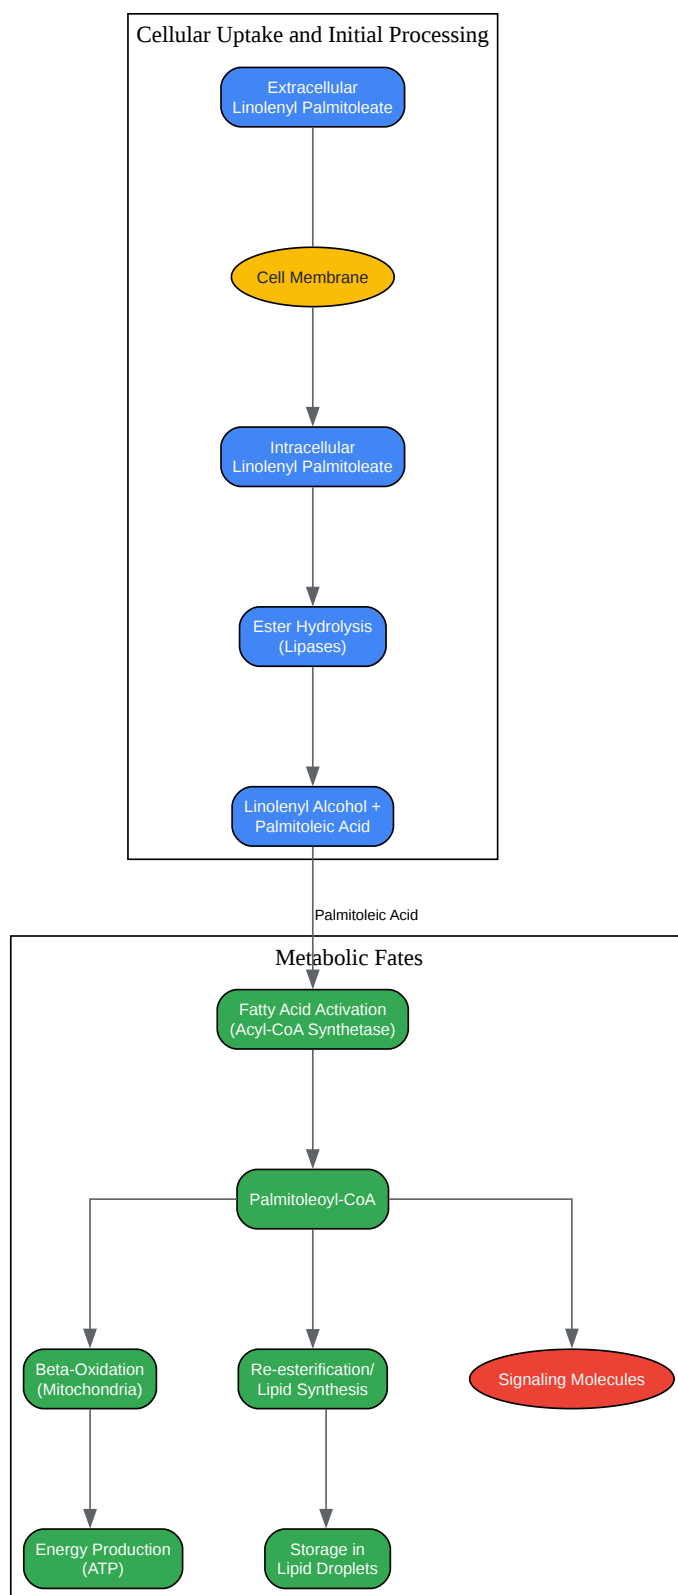 Cellular Uptake and Initial Processing
Extracellular
Linolenyl Palmitoleate
Cell Membrane
Intracellular
Linolenyl Palmitoleate
Ester Hydrolysis
(Lipases)
Linolenyl Alcohol +
Palmitoleic Acid
Palmitoleic Acid
Metabolic Fates
Fatty Acid Activation
(Acyl-CoA Synthetase)
Palmitoleoyl-CoA
Beta-Oxidation
(Mitochondria)
Re-esterification/
Lipid Synthesis
Signaling Molecules
Energy Production
(ATP)
Storage in
Lipid Droplets